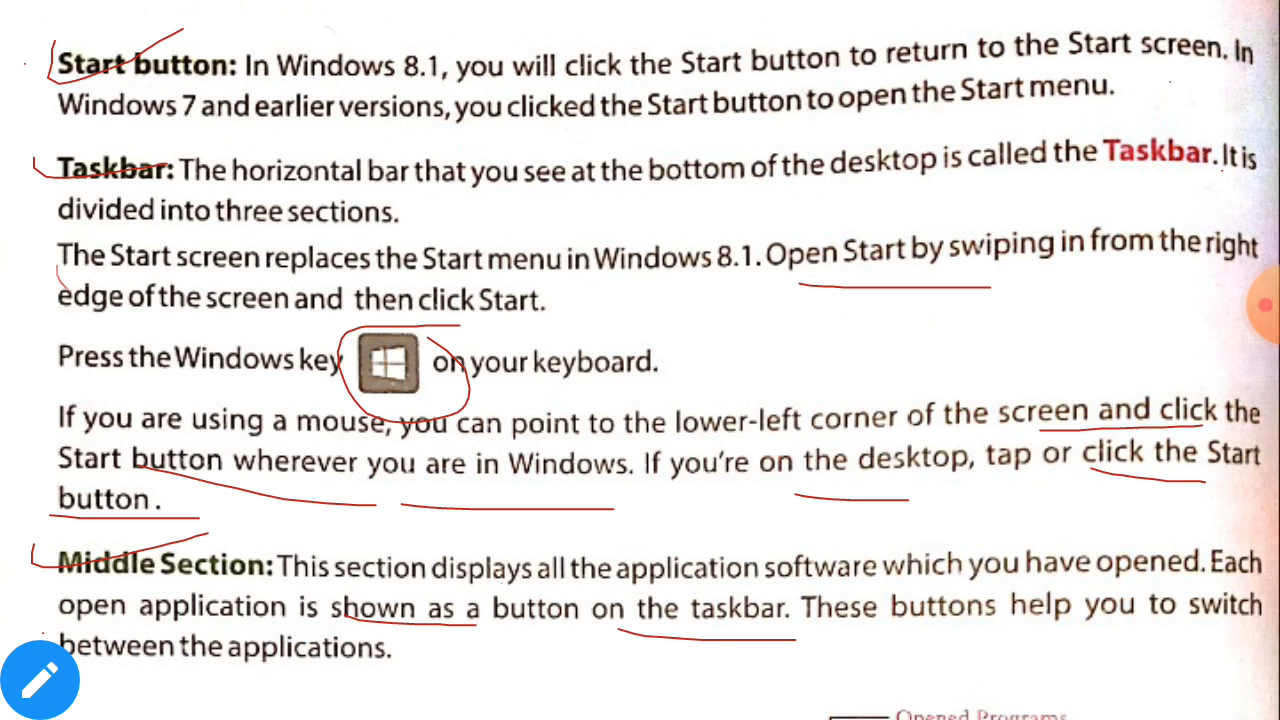 Start button: In Windows 8.1, you will click the Start button to return to the Start screen. In
Windows 7 and earlier versions, you clicked the Start button to open the Start menu.
Taskbar: The horizontal bar that you see at the bottom of the desktop is called the Taskbar. It is
divided into three sections.
The Start screen replaces the Start menu in Windows 8.1. Open Start by swiping in from the right
edge of the screen and then click Start.
Press the Windows key on your keyboard.
If you are using a mouse, you can point to the lower-left corner of the screen and click the
Start button wherever you are in Windows. If you're on the desktop, tap or click the Start
button.
Middle Section: This section displays all the application software which you have opened. Each
open application is shown as a button on the taskbar. These buttons help you to switch
between the applications.
Opened Programs